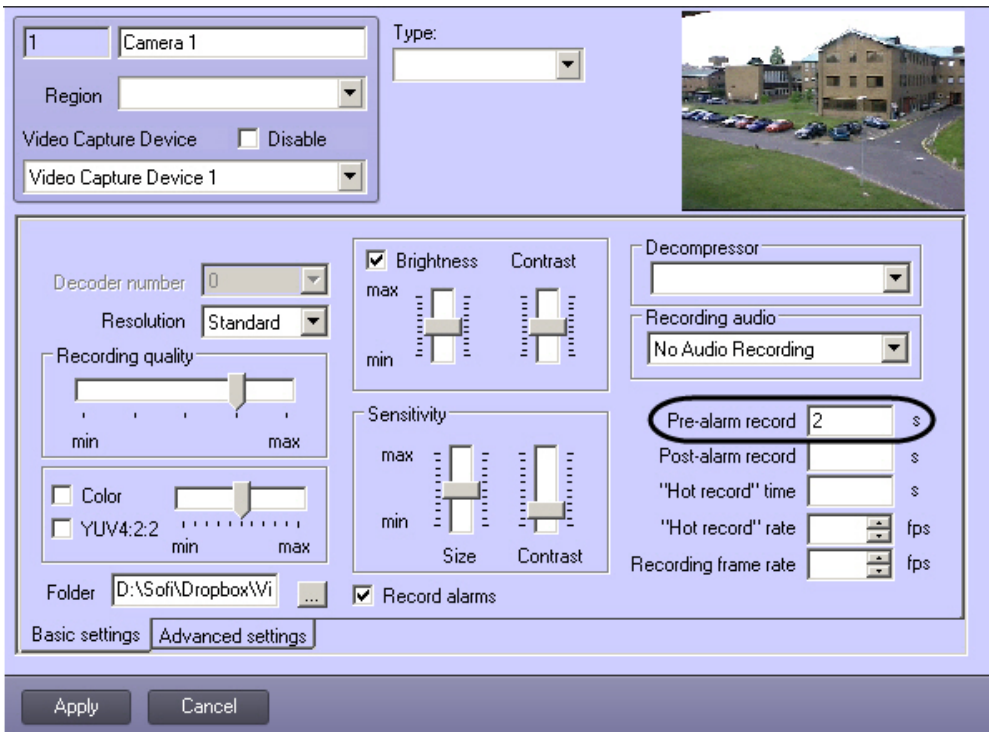 1 Camera 1
Type:
Region
Video Capture Device Disable
Video Capture Device 1
Decoder number 0
Resolution Standard
Recording quality
min max
Color
YUV4:2:2
min max
Folder D:\Sofi\Dropbox\Vi ...
Brightness Contrast
max
min
Sensitivity
max
min
Size Contrast
Record alarms
Decompressor
Recording audio
No Audio Recording
Pre-alarm record 2 s
Post-alarm record s
"Hot record" time s
"Hot record" rate fps
Recording frame rate fps
Basic settings Advanced settings
Apply Cancel